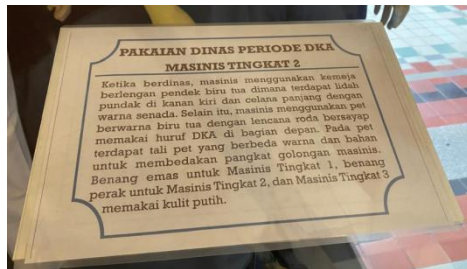 PAKAIAN DINAS PERIODE DKA
MASINIS TINGKAT 2
Ketika berdinas, masinis menggunakan kemeja
berlengan pendek biru tua dimana terdapat lidah
pundak di kanan kiri dan celana panjang dengan
warna senada. Selain itu, masinis menggunakan pet
berwarna biru tua dengan lencana roda bersayap
memakai huruf DKA di bagian depan. Pada pet
terdapat tali pet yang berbeda warna dan bahan
untuk membedakan pangkat golongan masinis.
Benang emas untuk Masinis Tingkat 1, benang
perak untuk Masinis Tingkat 2, dan Masinis Tingkat 3
memakai kulit putih.